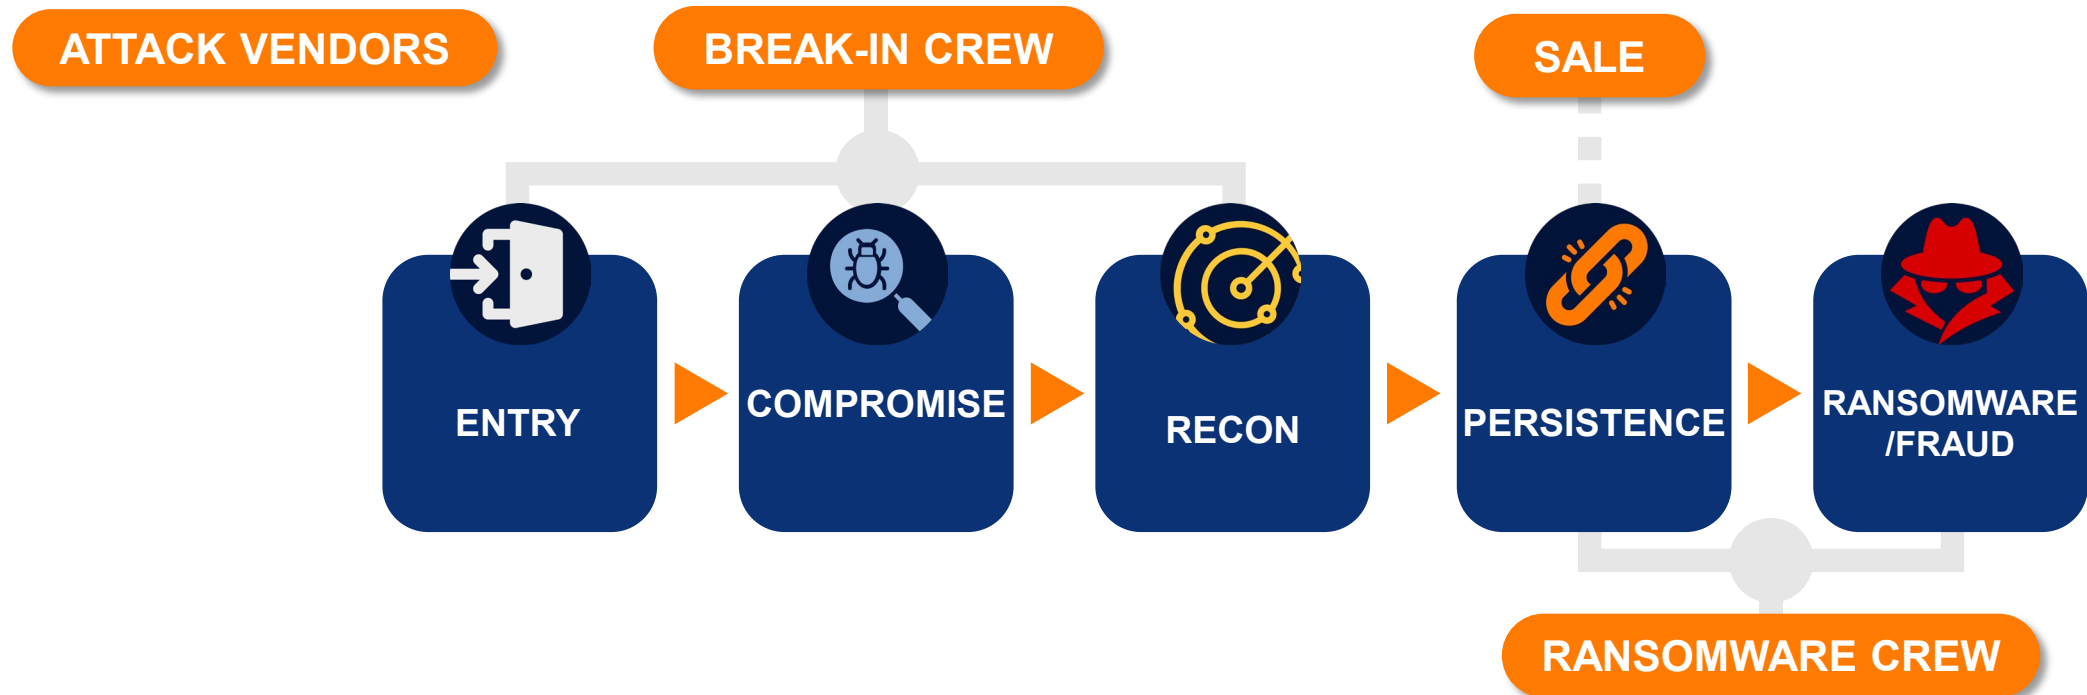 ATTACK VENDORS
BREAK-IN CREW
SALE
ENTRY
COMPROMISE
RECON
PERSISTENCE
RANSOMWARE
/FRAUD
RANSOMWARE CREW